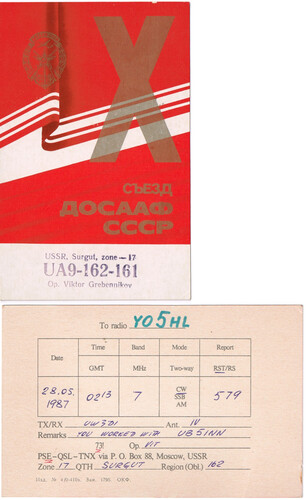 X
СЪЕЗД
ДОСААФ
СССР
USSR, Surgut, zone — 17
UA9-162-161
Op. Viktor Grebennikov
To radio YO5HL
Date Time Band Mode Report
GMT MHz Two-way RST/RS
28.05.1987 0213 7 CW SSB AM 579
TX/RX UW3DI Ant. IV
Remarks YOU WORKED WITH UB5INN
73! Op. VIT
PSE-QSL-TNX via P. O. Box 88, Moscow, USSR.
Zone 17 QTH SURGUT Region (Obl.) 162